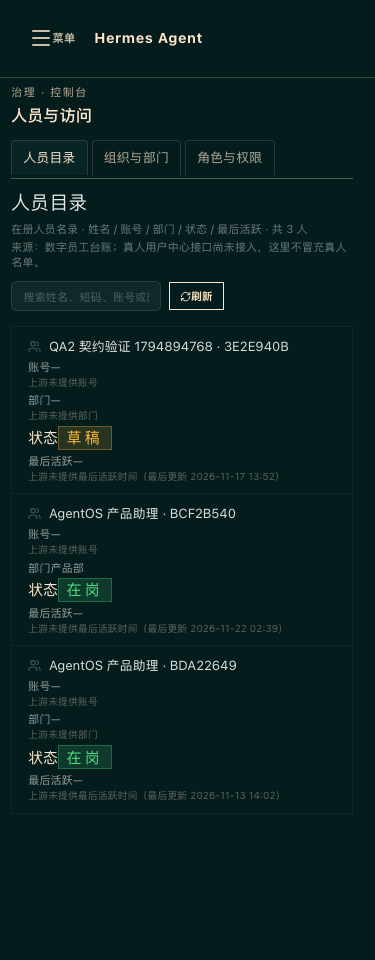 菜单
Hermes Agent
治理 · 控制台
人员与访问
人员目录
组织与部门
角色与权限
人员目录
在册人员名录 · 姓名 / 账号 / 部门 / 状态 / 最后活跃 · 共 3 人
来源：数字员工台账；真人用户中心接口尚未接入，这里不冒充真人
名单。
搜索姓名、短码、账号或
刷新
QA2 契约验证 1794894768 · 3E2E940B
账号—
上游未提供账号
部门—
上游未提供部门
状态 草稿
最后活跃—
上游未提供最后活跃时间（最后更新 2026-11-17 13:52）
AgentOS 产品助理 · BCF2B540
账号—
上游未提供账号
部门产品部
状态 在岗
最后活跃—
上游未提供最后活跃时间（最后更新 2026-11-22 02:39）
AgentOS 产品助理 · BDA22649
账号—
上游未提供账号
部门—
上游未提供部门
状态 在岗
最后活跃—
上游未提供最后活跃时间（最后更新 2026-11-13 14:02）